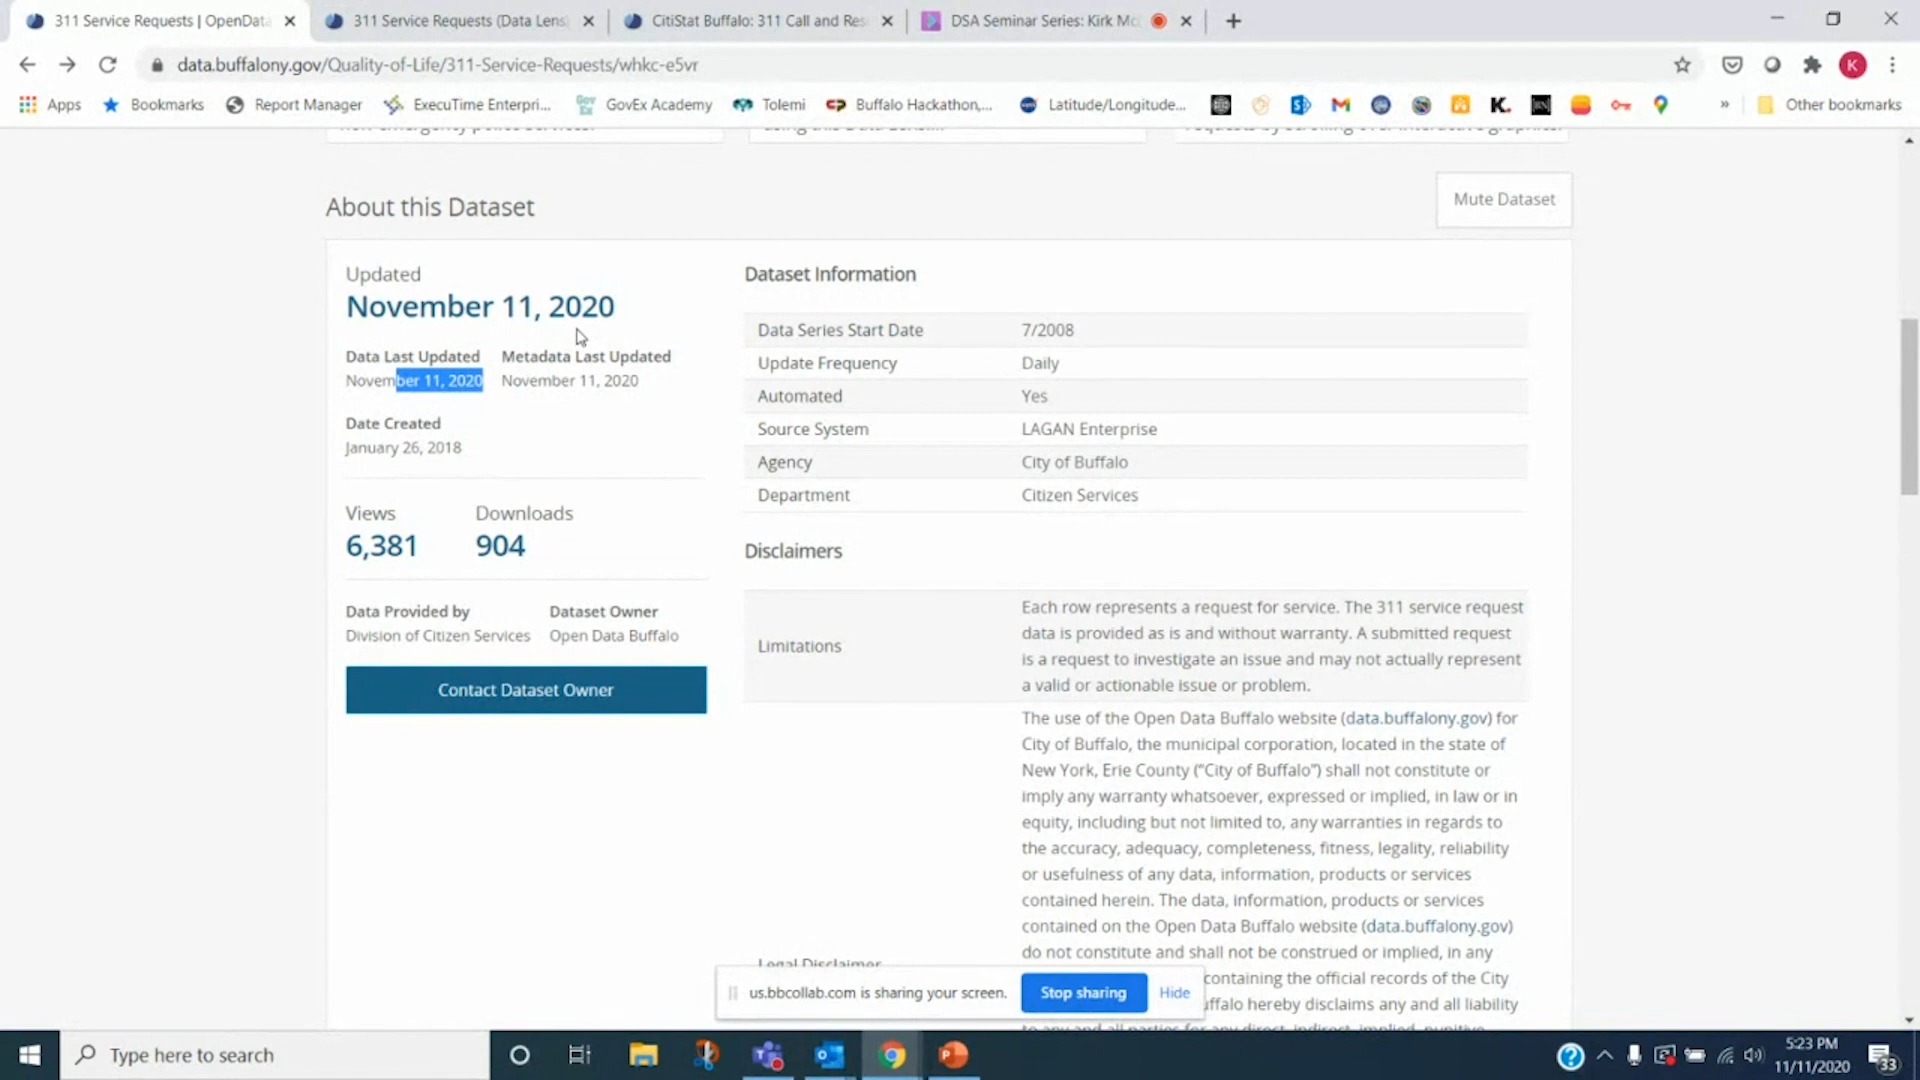 311 Service Requests | OpenData
311 Service Requests (Data Lens)
CitiStat Buffalo: 311 Call and Res
DSA Seminar Series: Kirk Mc
data.buffalony.gov/Quality-of-Life/311-Service-Requests/whkc-e5vr
K
Apps
Bookmarks
Report Manager
ExecuTime Enterpri...
GovEx Academy
Tolemi
Buffalo Hackathon,...
Latitude/Longitude...
Other bookmarks
About this Dataset
Mute Dataset
Updated
November 11, 2020
Data Last Updated
November 11, 2020
Metadata Last Updated
November 11, 2020
Date Created
January 26, 2018
Views
6,381
Downloads
904
Data Provided by
Division of Citizen Services
Dataset Owner
Open Data Buffalo
Contact Dataset Owner
Dataset Information
Data Series Start Date 7/2008
Update Frequency Daily
Automated Yes
Source System LAGAN Enterprise
Agency City of Buffalo
Department Citizen Services
Disclaimers
Limitations
Each row represents a request for service. The 311 service request
data is provided as is and without warranty. A submitted request
is a request to investigate an issue and may not actually represent
a valid or actionable issue or problem.
Legal Disclaimer
The use of the Open Data Buffalo website (data.buffalony.gov) for
City of Buffalo, the municipal corporation, located in the state of
New York, Erie County (“City of Buffalo”) shall not constitute or
imply any warranty whatsoever, expressed or implied, in law or in
equity, including but not limited to, any warranties in regards to
the accuracy, adequacy, completeness, fitness, legality, reliability
or usefulness of any data, information, products or services
contained herein. The data, information, products or services
contained on the Open Data Buffalo website (data.buffalony.gov)
do not constitute and shall not be construed or implied, in any
containing the official records of the City
uffalo hereby disclaims any and all liability
us.bbcollab.com is sharing your screen.
Stop sharing
Hide
Type here to search
5:23 PM
11/11/2020
33